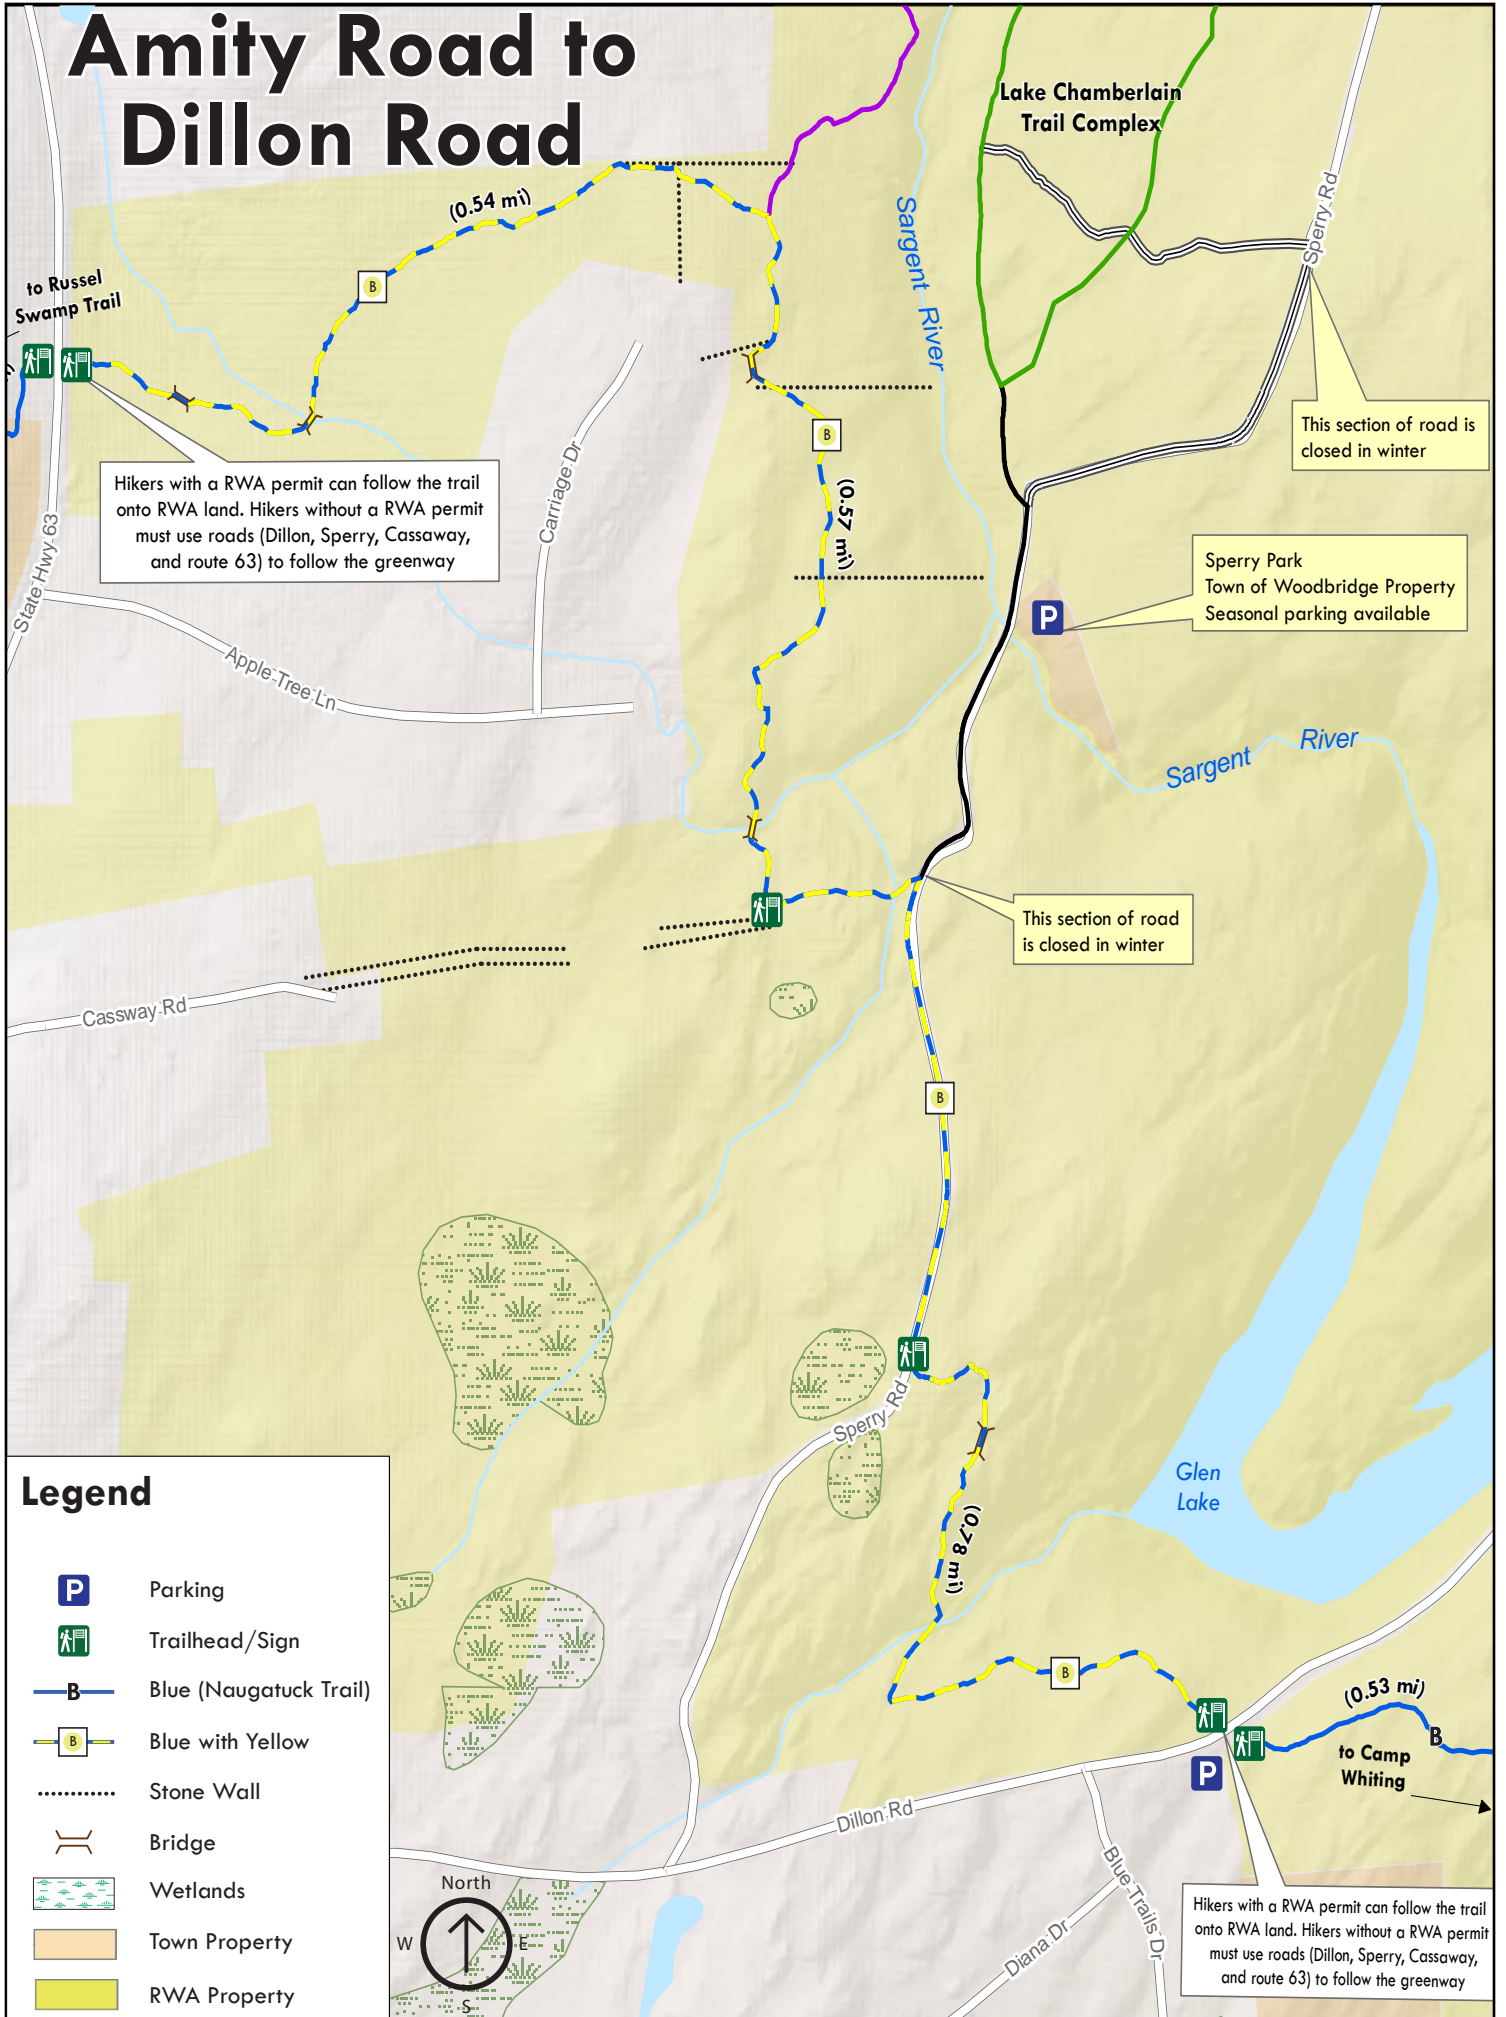 Amity Road to
Dillon Road
Lake Chamberlain
Trail Complex
Sperry Rd
(0.54 mi)
Sargent River
B
to Russel
Swamp Trail
This section of road is
closed in winter
B
Hikers with a RWA permit can follow the trail
onto RWA land. Hikers without a RWA permit
must use roads (Dillon, Sperry, Cassaway,
and route 63) to follow the greenway
Carriage Dr
(0.57 mi)
State Hwy 63
Sperry Park
Town of Woodbridge Property
Seasonal parking available
P
Apple Tree Ln
Sargent River
This section of road
is closed in winter
Cassway Rd
B
Sperry Rd
Glen
Lake
(0.78 mi)
B
(0.53 mi)
B
to Camp
Whiting
P
Dillon Rd
Blue Trails Dr
Diana Dr
Hikers with a RWA permit can follow the trail
onto RWA land. Hikers without a RWA permit
must use roads (Dillon, Sperry, Cassaway,
and route 63) to follow the greenway
North
W
E
S
Legend
P Parking
Trailhead/Sign
B Blue (Naugatuck Trail)
B Blue with Yellow
Stone Wall
Bridge
Wetlands
Town Property
RWA Property